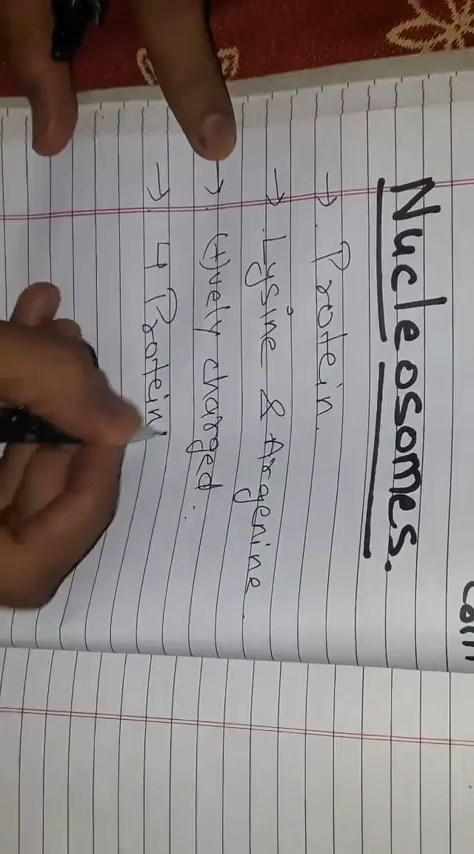 Nucleosomes.
→ Protein.
→ Lysine & Argenine.
→ (+)vely charged.
→ 4 Protein